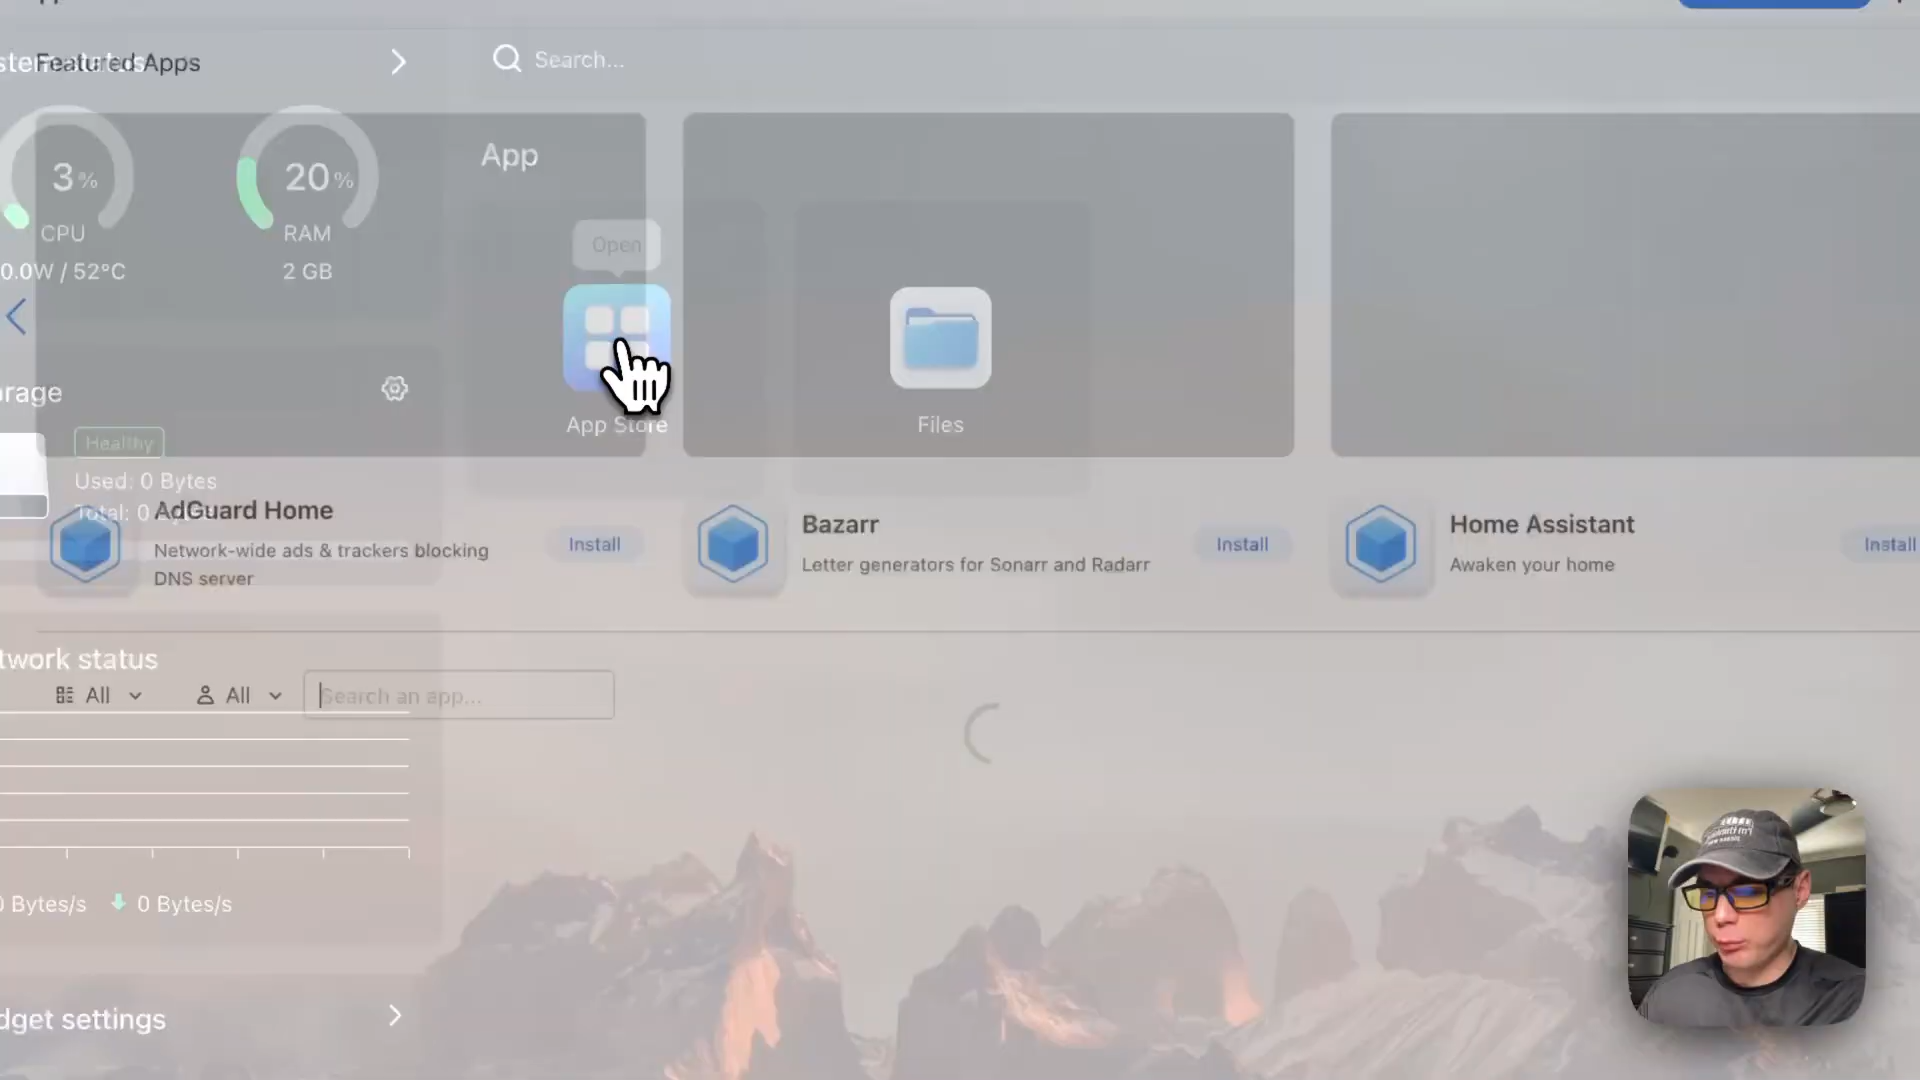 Featured Apps
Search...
3%
CPU
0.0W / 52°C
20%
RAM
2 GB
App
Open
App Store
Files
orage
Healthy
Used: 0 Bytes
Total: 0
AdGuard Home
Network-wide ads & trackers blocking
DNS server
Install
Bazarr
Letter generators for Sonarr and Radarr
Install
Home Assistant
Awaken your home
Install
twork status
All
All
Search an app...
0 Bytes/s
0 Bytes/s
dget settings